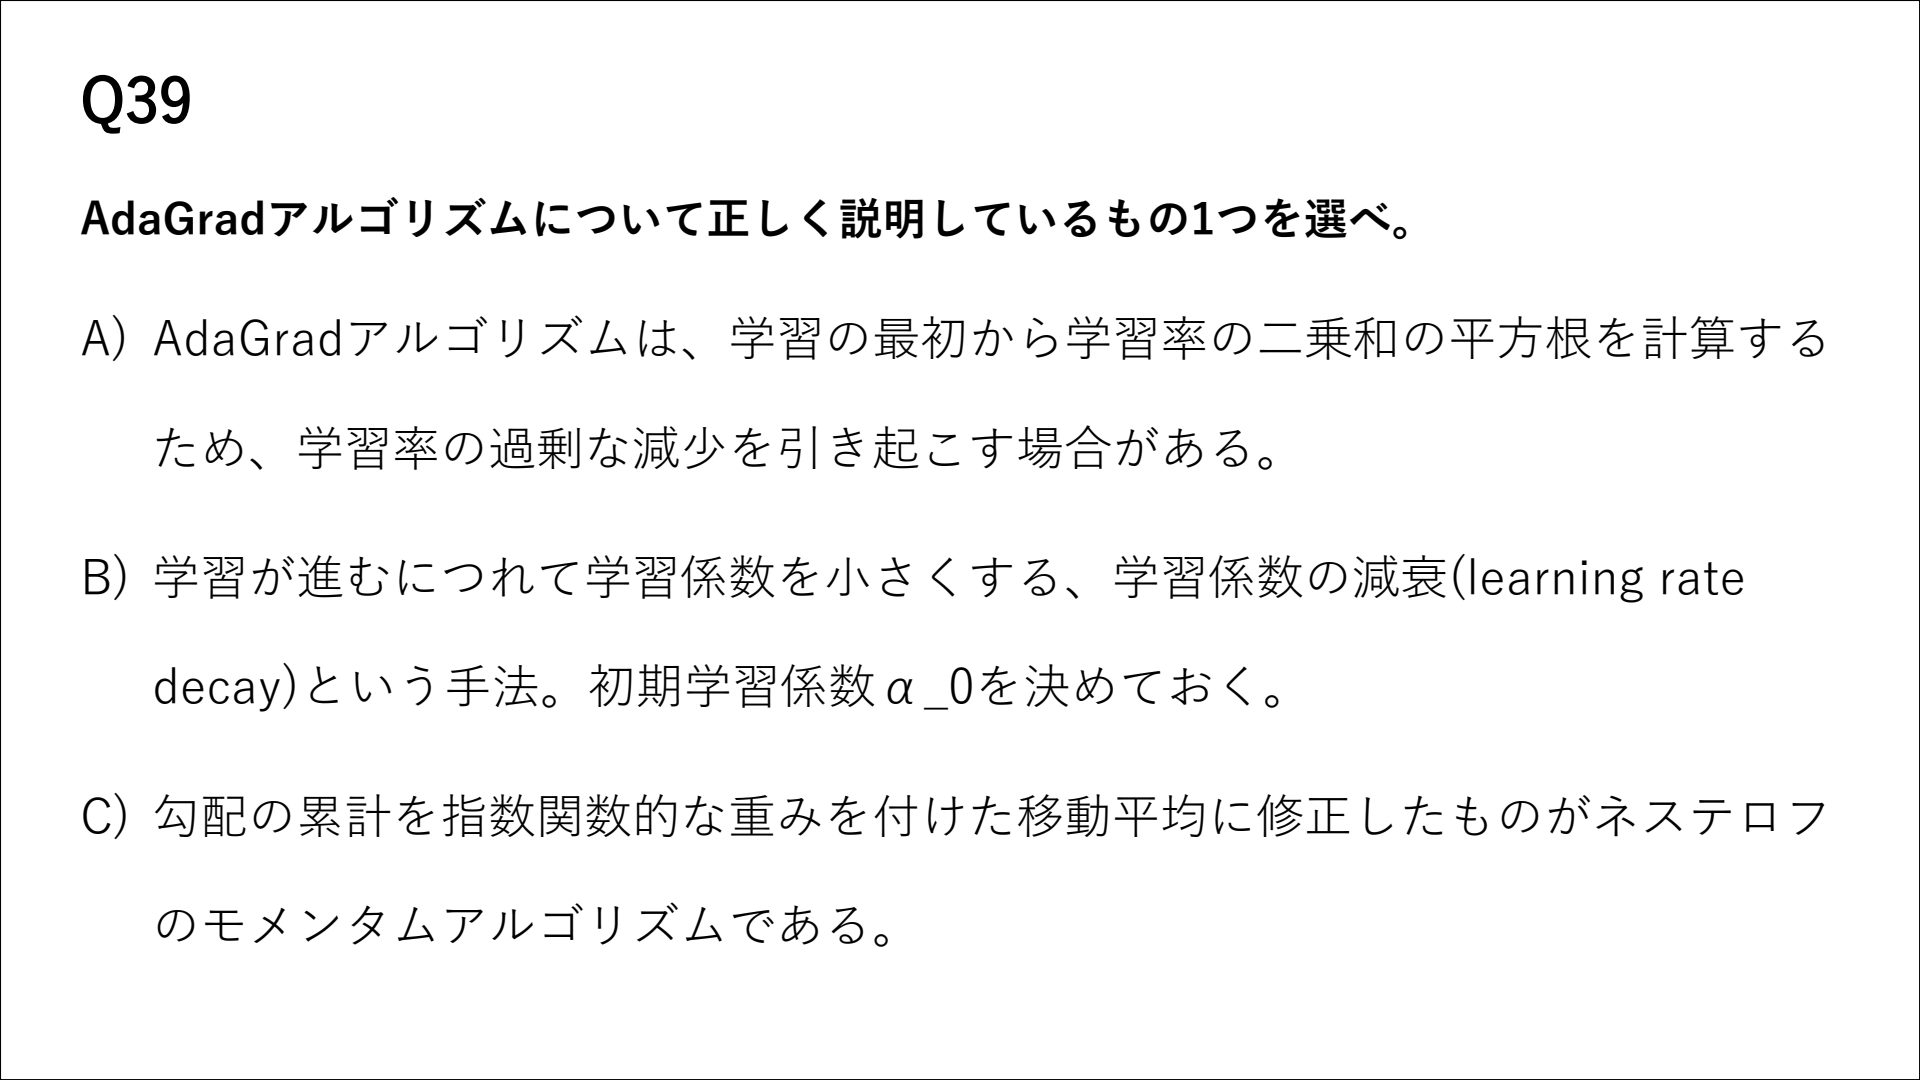 Q39
AdaGradアルゴリズムについて正しく説明しているもの1つを選べ。
A) AdaGradアルゴリズムは、学習の最初から学習率の二乗和の平方根を計算する
ため、学習率の過剰な減少を引き起こす場合がある。
B) 学習が進むにつれて学習係数を小さくする、学習係数の減衰(learning rate
decay)という手法。初期学習係数α_0を決めておく。
C) 勾配の累計を指数関数的な重みを付けた移動平均に修正したものがネステロフ
のモメンタムアルゴリズムである。